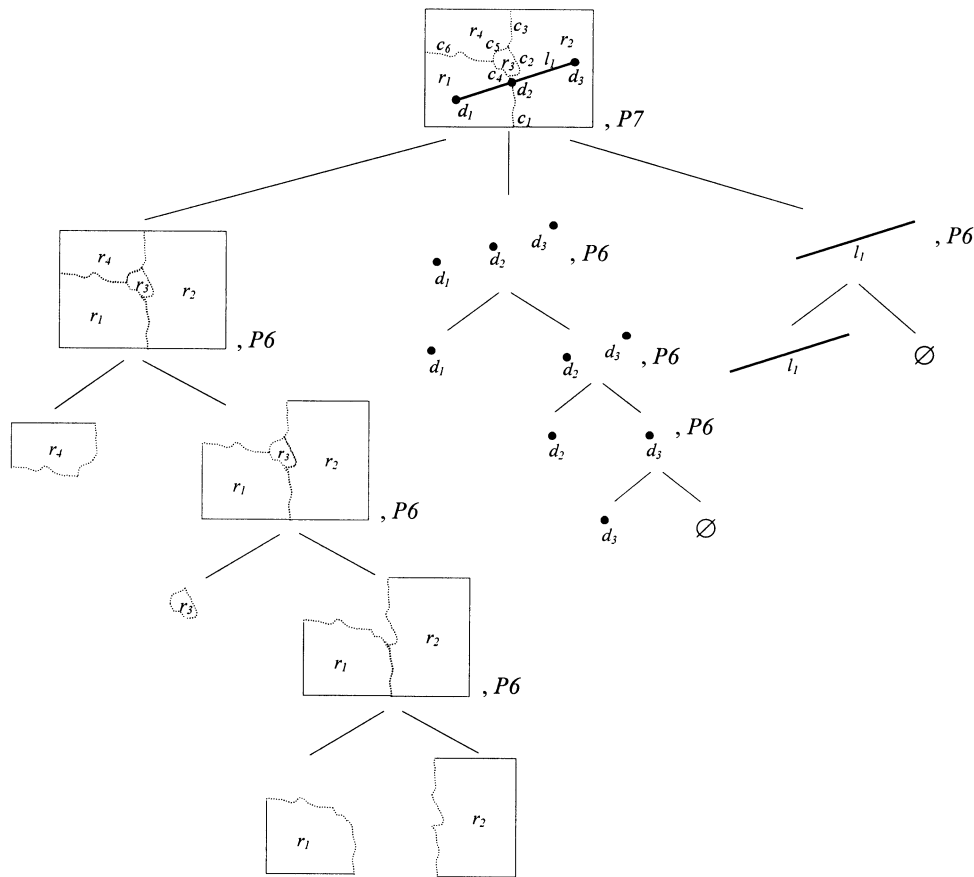 r4 c3
c6 c5 r2
r3 c2 l1
r1 c4 d2 d3
d1 c1
, P7
r4
r3 r2
r1
, P6
d3
d2 , P6
d1
l1 , P6
d3 , P6
d1 d2
l1 ∅
r4
r3 r2
r1
, P6
d2 d3 , P6
d3 ∅
r3
r1 r2
, P6
r1 r2